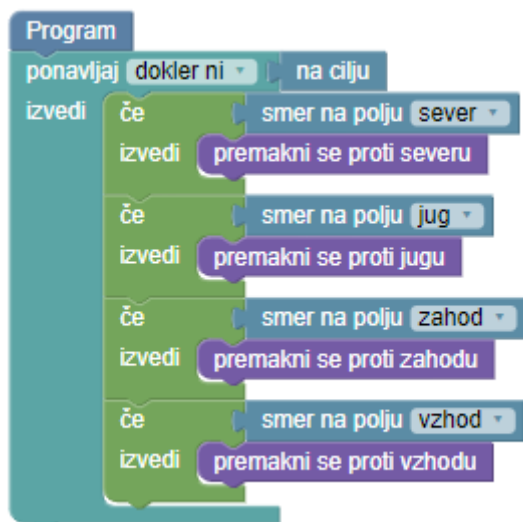 Program
ponavljaj dokler ni na cilju
izvedi če smer na polju sever
izvedi premakni se proti severu
če smer na polju jug
izvedi premakni se proti jugu
če smer na polju zahod
izvedi premakni se proti zahodu
če smer na polju vzhod
izvedi premakni se proti vzhodu